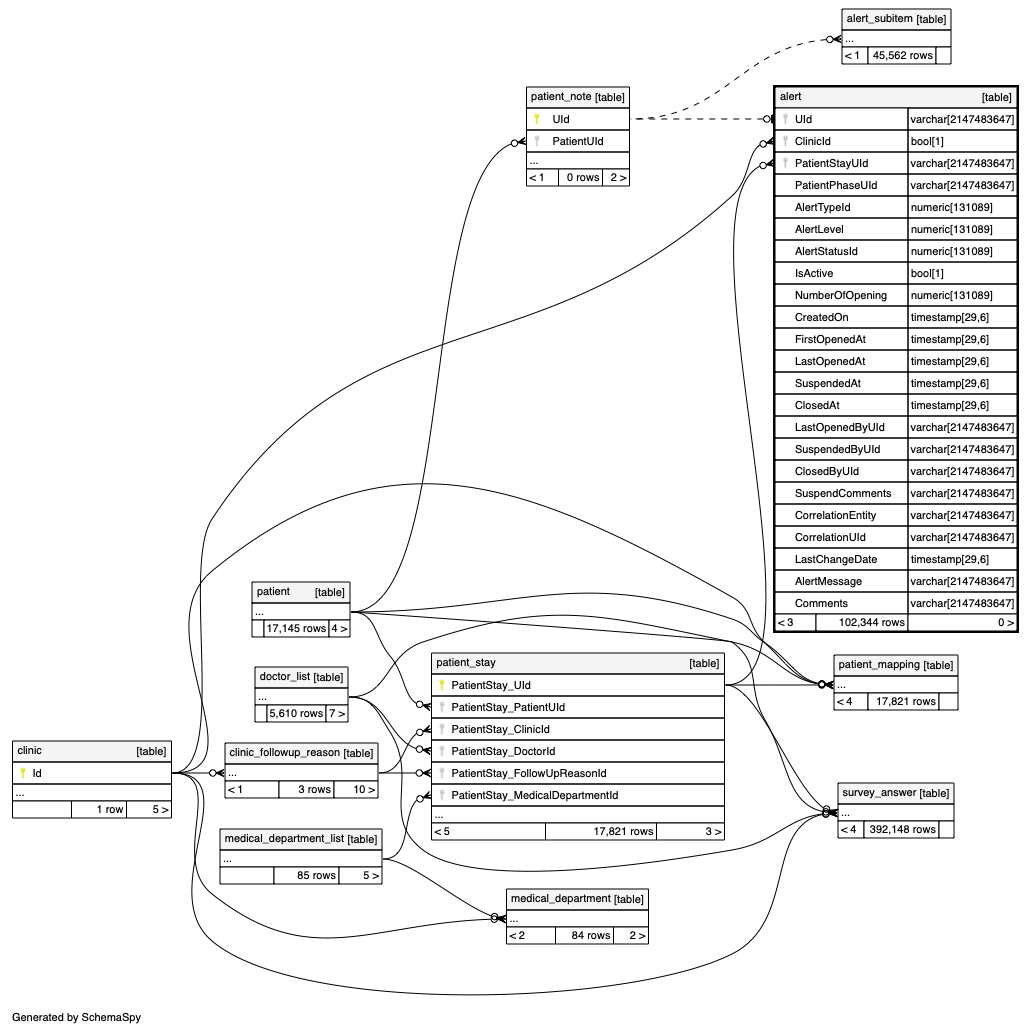 alert_subitem [table]
...
< 1 45,562 rows
patient_note [table]
UId
PatientUId
...
< 1 0 rows 2 >
alert [table]
UId varchar[2147483647]
ClinicId bool[1]
PatientStayUId varchar[2147483647]
PatientPhaseUId varchar[2147483647]
AlertTypeId numeric[131089]
AlertLevel numeric[131089]
AlertStatusId numeric[131089]
IsActive bool[1]
NumberOfOpening numeric[131089]
CreatedOn timestamp[29,6]
FirstOpenedAt timestamp[29,6]
LastOpenedAt timestamp[29,6]
SuspendedAt timestamp[29,6]
ClosedAt timestamp[29,6]
LastOpenedByUId varchar[2147483647]
SuspendedByUId varchar[2147483647]
ClosedByUId varchar[2147483647]
SuspendComments varchar[2147483647]
CorrelationEntity varchar[2147483647]
CorrelationUId varchar[2147483647]
LastChangeDate timestamp[29,6]
AlertMessage varchar[2147483647]
Comments varchar[2147483647]
< 3 102,344 rows 0 >
patient [table]
...
17,145 rows 4 >
doctor_list [table]
...
5,610 rows 7 >
patient_stay [table]
PatientStay_UId
PatientStay_PatientUId
PatientStay_ClinicId
PatientStay_DoctorId
PatientStay_FollowUpReasonId
PatientStay_MedicalDepartmentId
...
< 5 17,821 rows 3 >
patient_mapping [table]
...
< 4 17,821 rows
clinic [table]
Id
...
1 row 5 >
clinic_followup_reason [table]
...
< 1 3 rows 10 >
survey_answer [table]
...
< 4 392,148 rows
medical_department_list [table]
...
85 rows 5 >
medical_department [table]
...
< 2 84 rows 2 >
Generated by SchemaSpy